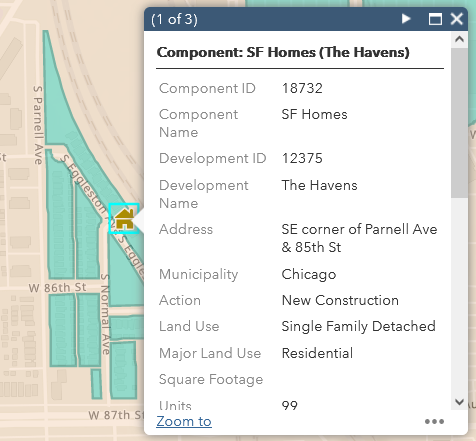 (1 of 3)
Component: SF Homes (The Havens)
Component ID 18732
Component SF Homes
Name
Development ID 12375
Development The Havens
Name
Address SE corner of Parnell Ave
& 85th St
Municipality Chicago
Action New Construction
Land Use Single Family Detached
Major Land Use Residential
Square Footage
Units 99
Zoom to
S Parnell Ave
S Eggleston
S Eggle
St
W 86th St
S Normal Ave
W 87th St